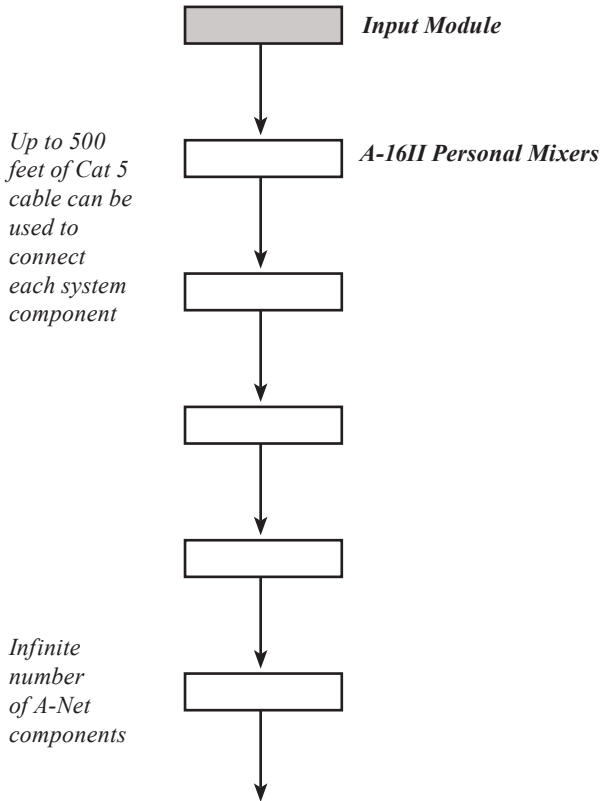 Input Module
Up to 500
feet of Cat 5
cable can be
used to
connect
each system
component
A-16II Personal Mixers
Infinite
number
of A-Net
components